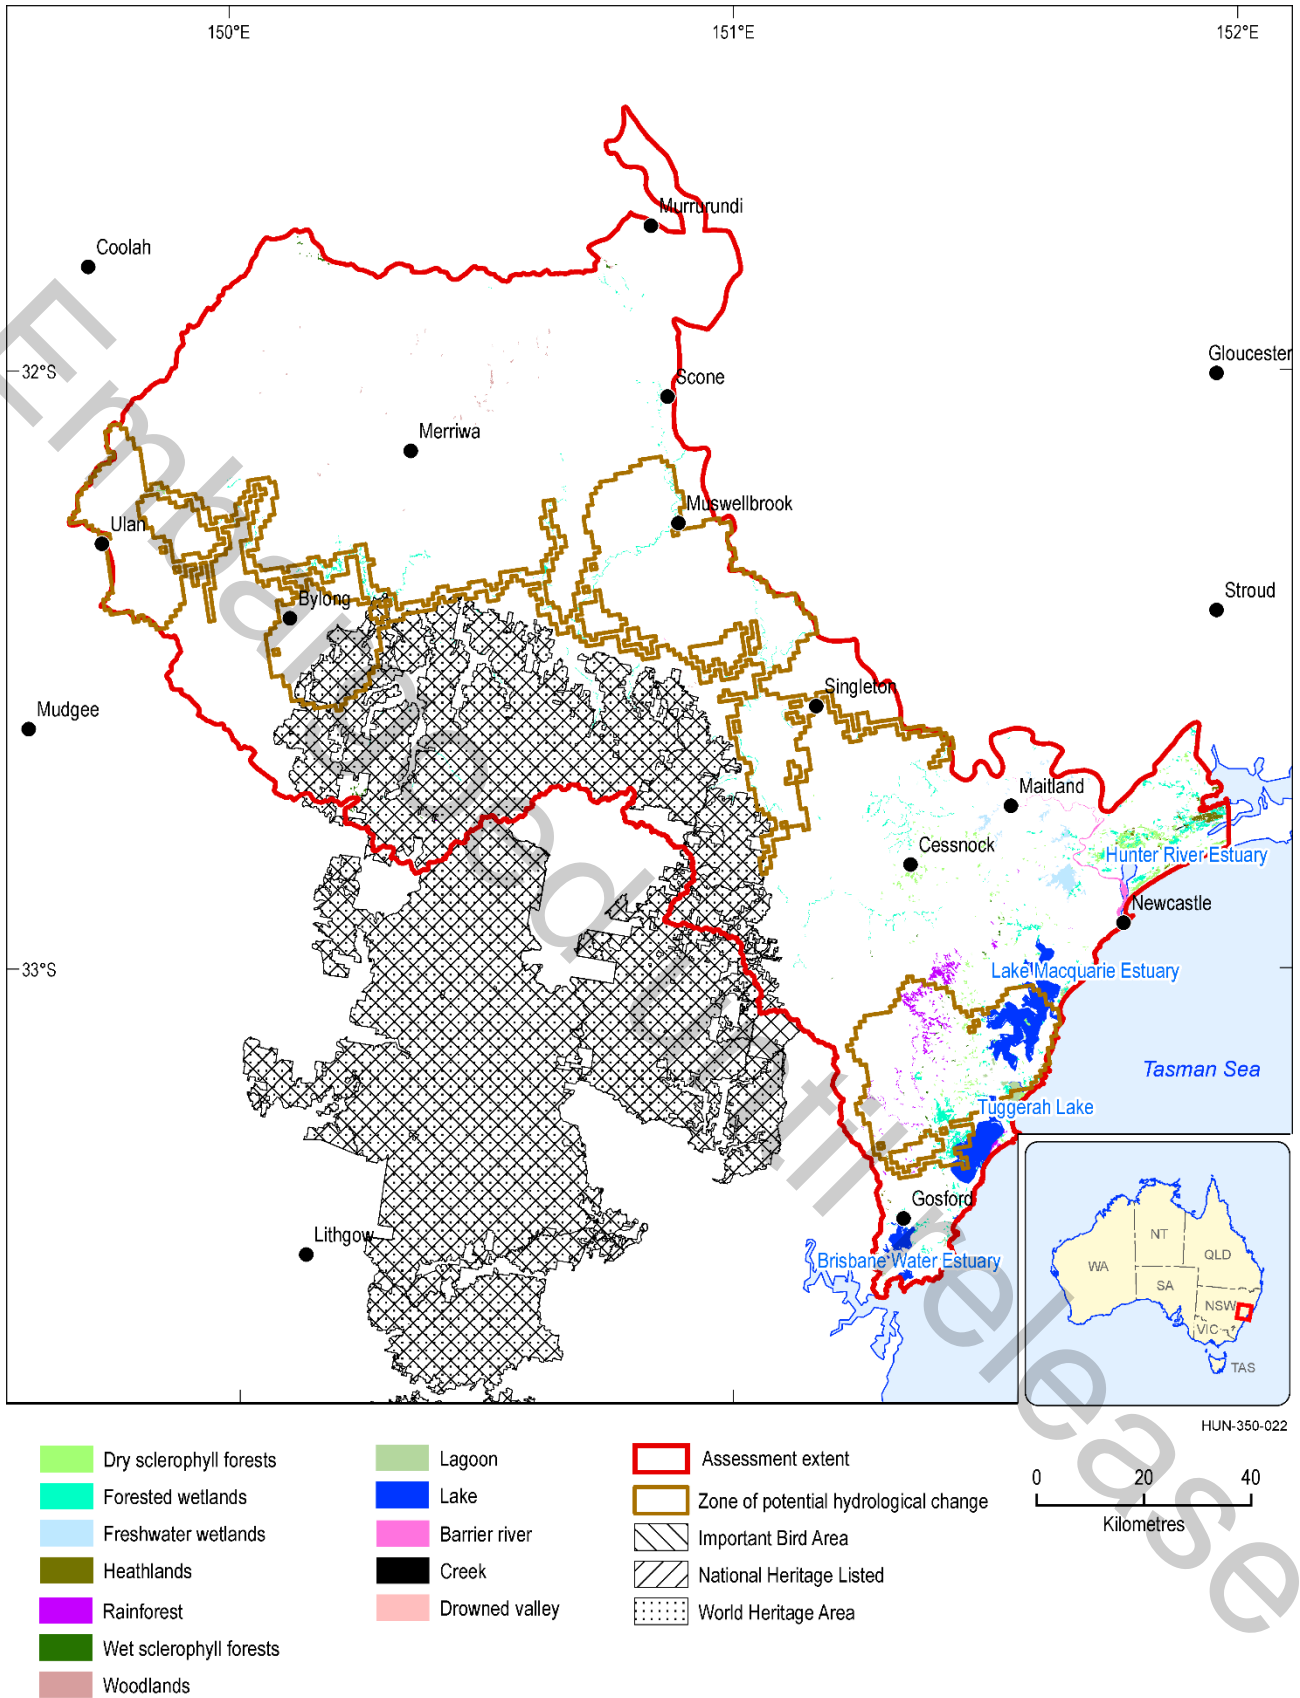 150°E
151°E
152°E
Murrurundi
Coolah
Gloucester
32°S
Scone
Merriwa
Muswellbrook
Ulan
Stroud
Bylong
Singleton
Mudgee
Maitland
Cessnock
Hunter River Estuary
Newcastle
33°S
Lake Macquarie Estuary
Tasman Sea
Tuggerah Lake
Gosford
Lithgow
Brisbane Water Estuary
NT
QLD
WA
SA
NSW
VIC
TAS
HUN-350-022
Embargoed until release
Dry sclerophyll forests
Forested wetlands
Freshwater wetlands
Heathlands
Rainforest
Wet sclerophyll forests
Woodlands
Lagoon
Lake
Barrier river
Creek
Drowned valley
Assessment extent
Zone of potential hydrological change
Important Bird Area
National Heritage Listed
World Heritage Area
0 20 40
Kilometres